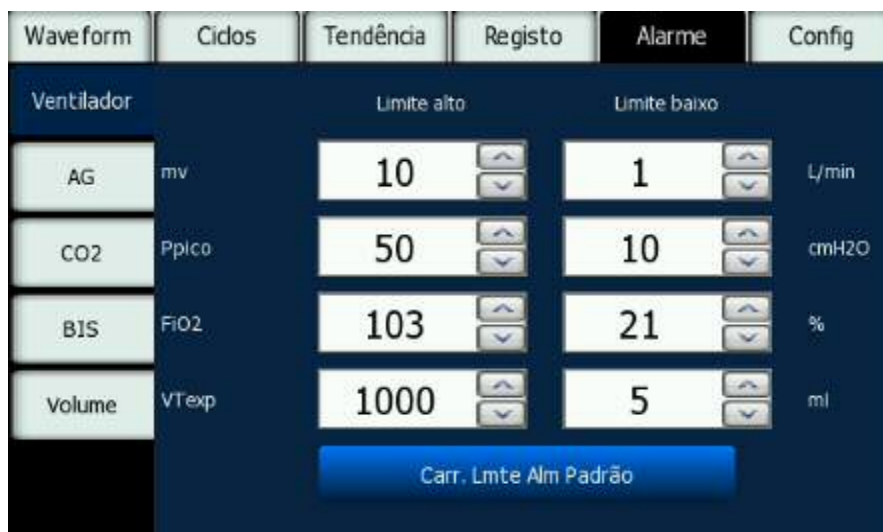 Waveform Ciclos Tendência Registo Alarme Config
Ventilador Limite alto Limite baixo
AG mv 10 1 L/min
CO2 Ppico 50 10 cmH2O
BIS FiO2 103 21 %
Volume VTexp 1000 5 ml
Carr. Lmte Alm Padrão